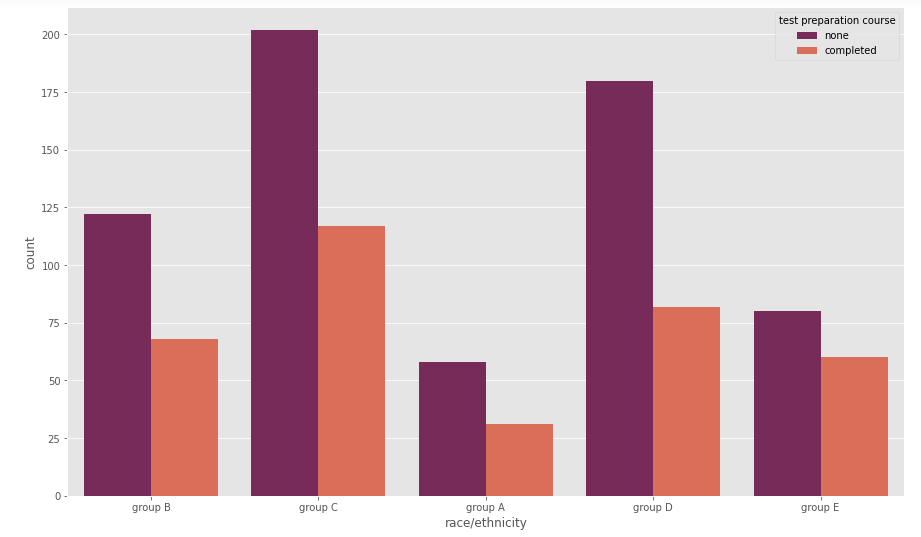 test preparation course
none
completed
200
175
150
125
100
75
50
25
0
count
group B
group C
group A
group D
group E
race/ethnicity